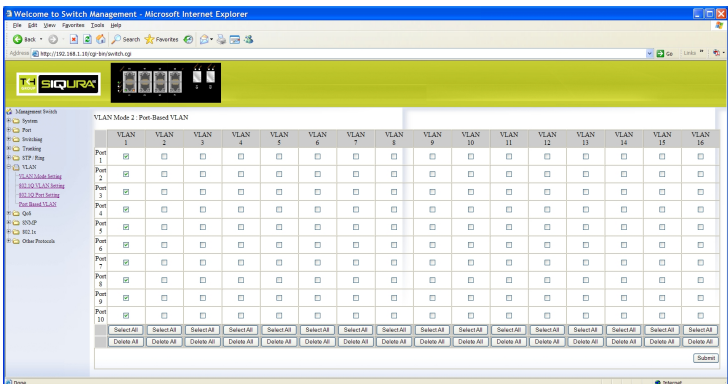 Welcome to Switch Management - Microsoft Internet Explorer
File Edit View Favorites Tools Help
Back Search Favorites
Address http://192.168.1.10/cgi-bin/switch.cgi Go Links »
TKH SIQURA
Management Switch
System
Port
Switching
Trunking
STP / Ring
VLAN
VLAN Mode Setting
802.1Q VLAN Setting
802.1Q Port Setting
Port Based VLAN
QoS
SNMP
802.1x
Other Protocols
VLAN Mode 2 : Port-Based VLAN
VLAN 1 VLAN 2 VLAN 3 VLAN 4 VLAN 5 VLAN 6 VLAN 7 VLAN 8 VLAN 9 VLAN 10 VLAN 11 VLAN 12 VLAN 13 VLAN 14 VLAN 15 VLAN 16
Port 1
Port 2
Port 3
Port 4
Port 5
Port 6
Port 7
Port 8
Port 9
Port 10
Select All Select All Select All Select All Select All Select All Select All Select All Select All Select All Select All Select All Select All Select All Select All Select All
Delete All Delete All Delete All Delete All Delete All Delete All Delete All Delete All Delete All Delete All Delete All Delete All Delete All Delete All Delete All Delete All
Submit
Done Internet